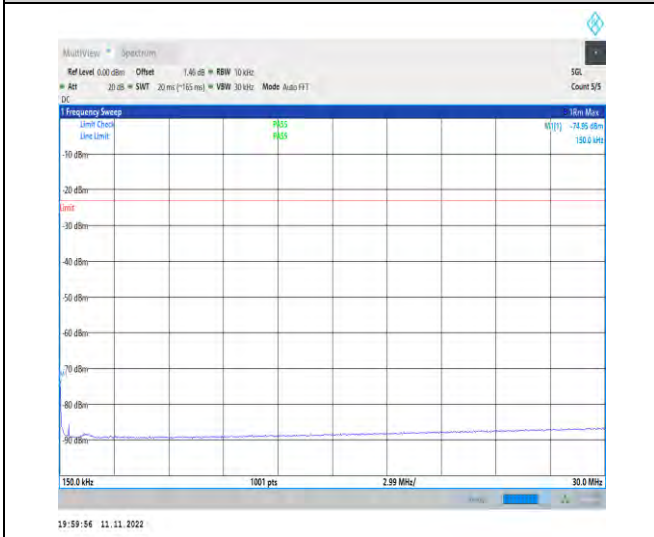 MultiView Spectrum
Ref Level 0.00 dBm Offset 1.40 dB RBW 10 kHz SGL
Att 20 dB SWT 20 ms (~165 ms) VBW 30 kHz Mode Auto FFT Count 5/5
DC
1 Frequency Sweep 1Rm Max
Limit Check PASS M1[1] -74.95 dBm
Line Limit PASS 150.0 kHz
-10 dBm
-20 dBm
Limit
-30 dBm
-40 dBm
-50 dBm
-60 dBm
-70 dBm
-80 dBm
-90 dBm
150.0 kHz 1001 pts 2.99 MHz/ 30.0 MHz
19:59:56 11.11.2022